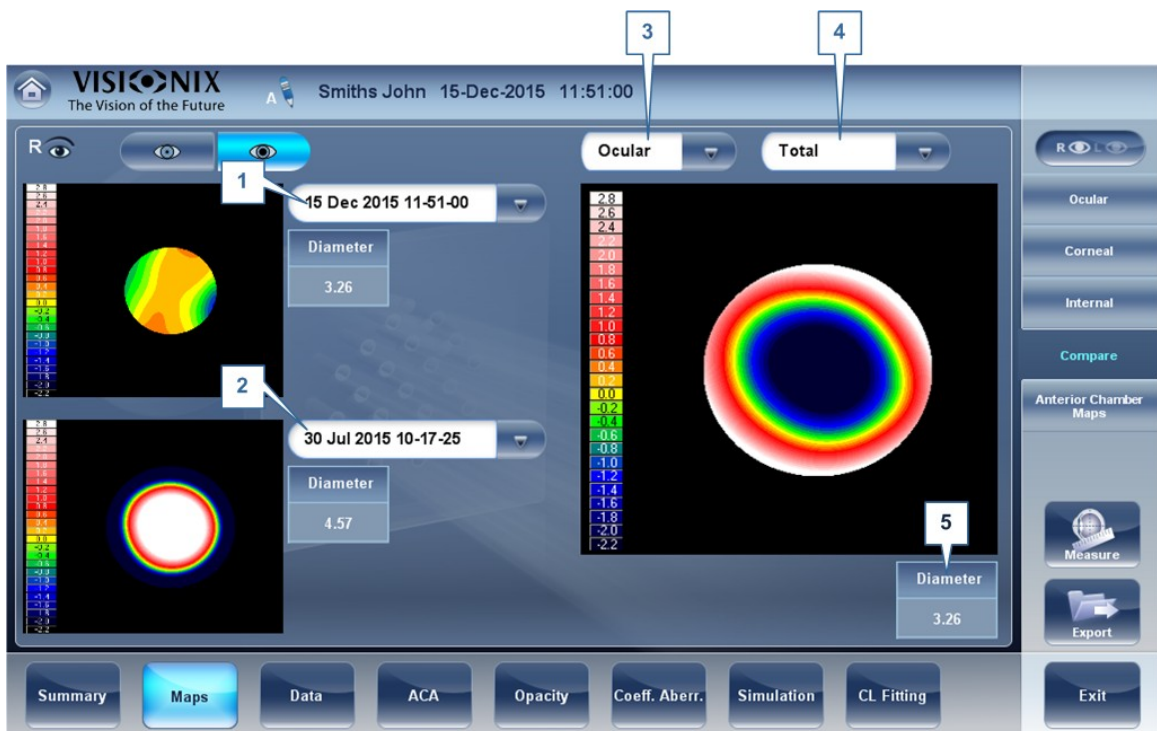 3
4
VISIONIX
The Vision of the Future
A
Smiths John 15-Dec-2015 11:51:00
R
Ocular
Total
R L
1
15 Dec 2015 11-51-00
Diameter
3.26
2
30 Jul 2015 10-17-25
Diameter
4.57
2.8
2.6
2.4
2.2
2.0
1.8
1.6
1.4
1.2
1.0
0.8
0.6
0.4
0.2
0.0
-0.2
-0.4
-0.6
-0.8
-1.0
-1.2
-1.4
-1.6
-1.8
-2.0
-2.2
5
Diameter
3.26
Ocular
Corneal
Internal
Compare
Anterior Chamber
Maps
Measure
Export
Summary
Maps
Data
ACA
Opacity
Coeff. Aberr.
Simulation
CL Fitting
Exit